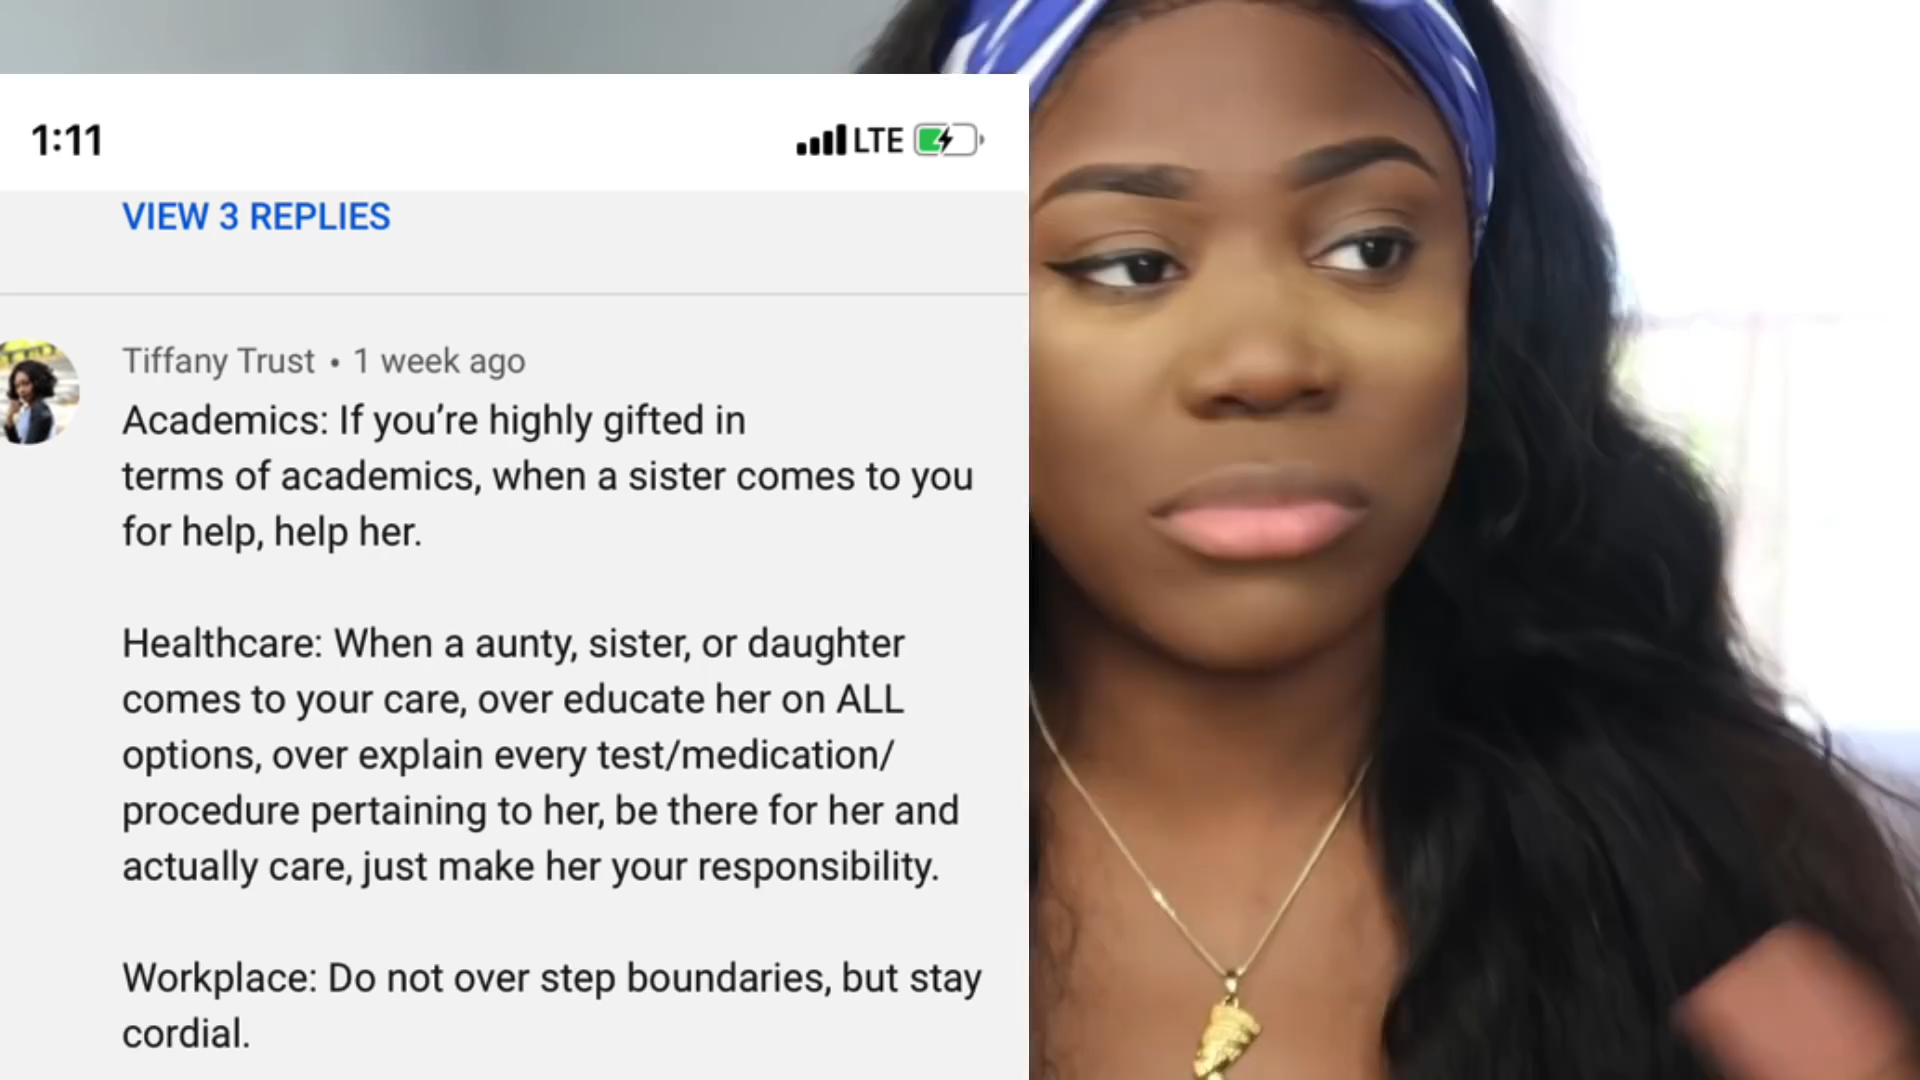 1:11
LTE
VIEW 3 REPLIES
Tiffany Trust • 1 week ago
Academics: If you’re highly gifted in
terms of academics, when a sister comes to you
for help, help her.
Healthcare: When a aunty, sister, or daughter
comes to your care, over educate her on ALL
options, over explain every test/medication/
procedure pertaining to her, be there for her and
actually care, just make her your responsibility.
Workplace: Do not over step boundaries, but stay
cordial.